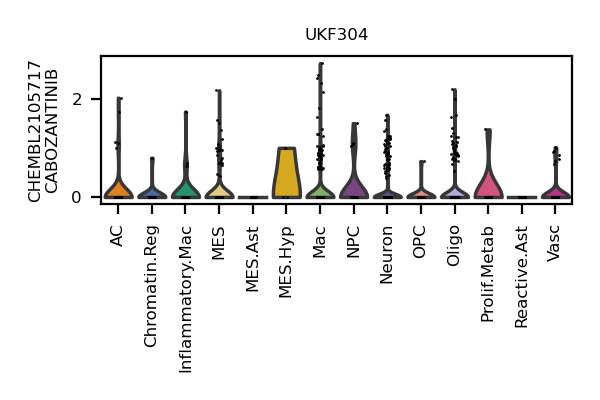 UKF304
CHEMBL2105717
CABOZANTINIB
2
0
AC
Chromatin.Reg
Inflammatory.Mac
MES
MES.Ast
MES.Hyp
Mac
NPC
Neuron
OPC
Oligo
Prolif.Metab
Reactive.Ast
Vasc